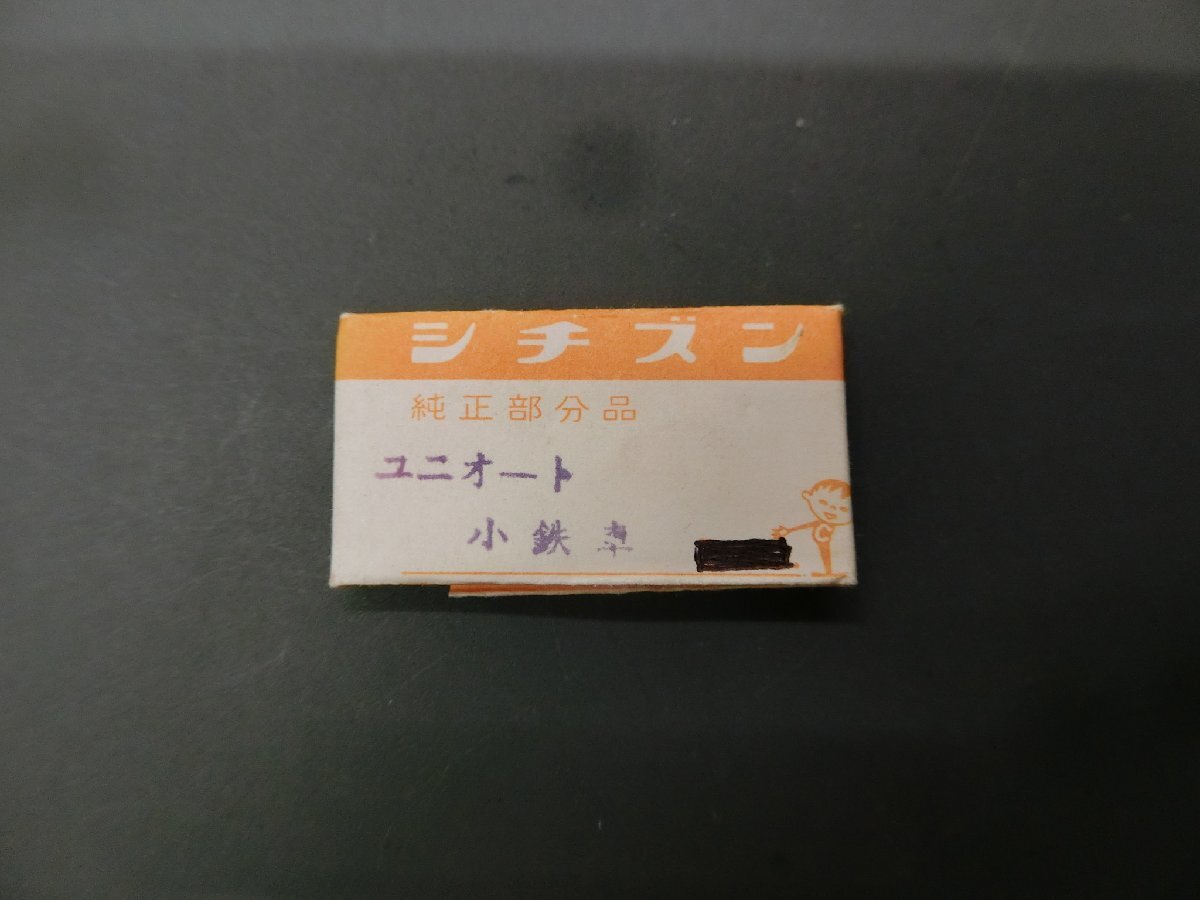 シチズン
純正部分品
ユニオート
小鉄車